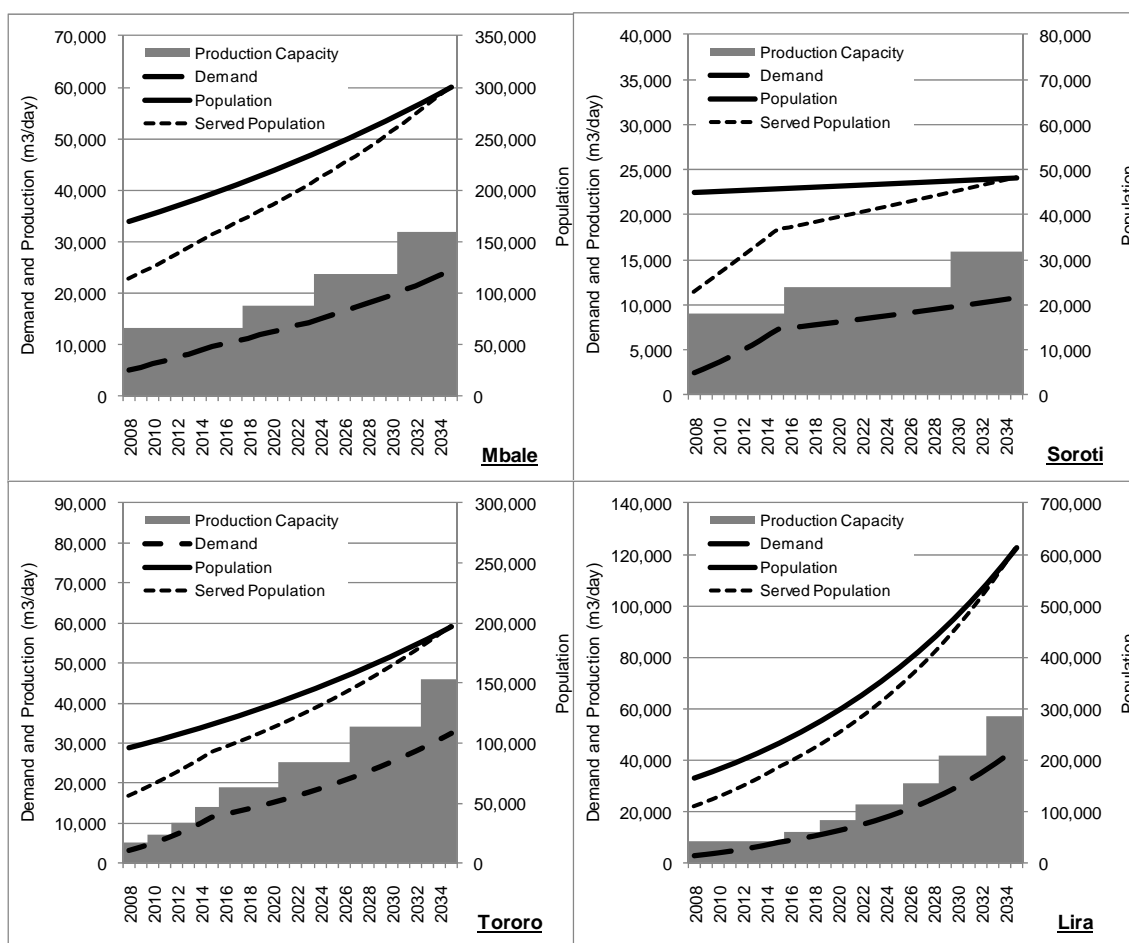 70,000
60,000
50,000
40,000
30,000
20,000
10,000
0
Demand and Production (m3/day)
Production Capacity
Demand
Population
Served Population
350,000
300,000
250,000
200,000
150,000
100,000
50,000
0
Population
2008 2010 2012 2014 2016 2018 2020 2022 2024 2026 2028 2030 2032 2034
Mbale
40,000
35,000
30,000
25,000
20,000
15,000
10,000
5,000
0
Demand and Production (m3/day)
Production Capacity
Demand
Population
Served Population
80,000
70,000
60,000
50,000
40,000
30,000
20,000
10,000
0
Population
2008 2010 2012 2014 2016 2018 2020 2022 2024 2026 2028 2030 2032 2034
Soroti
90,000
80,000
70,000
60,000
50,000
40,000
30,000
20,000
10,000
0
Demand and Production (m3/day)
Production Capacity
Demand
Population
Served Population
300,000
250,000
200,000
150,000
100,000
50,000
0
Population
2008 2010 2012 2014 2016 2018 2020 2022 2024 2026 2028 2030 2032 2034
Tororo
140,000
120,000
100,000
80,000
60,000
40,000
20,000
0
Demand and Production (m3/day)
Production Capacity
Demand
Population
Served Population
700,000
600,000
500,000
400,000
300,000
200,000
100,000
0
Population
2008 2010 2012 2014 2016 2018 2020 2022 2024 2026 2028 2030 2032 2034
Lira